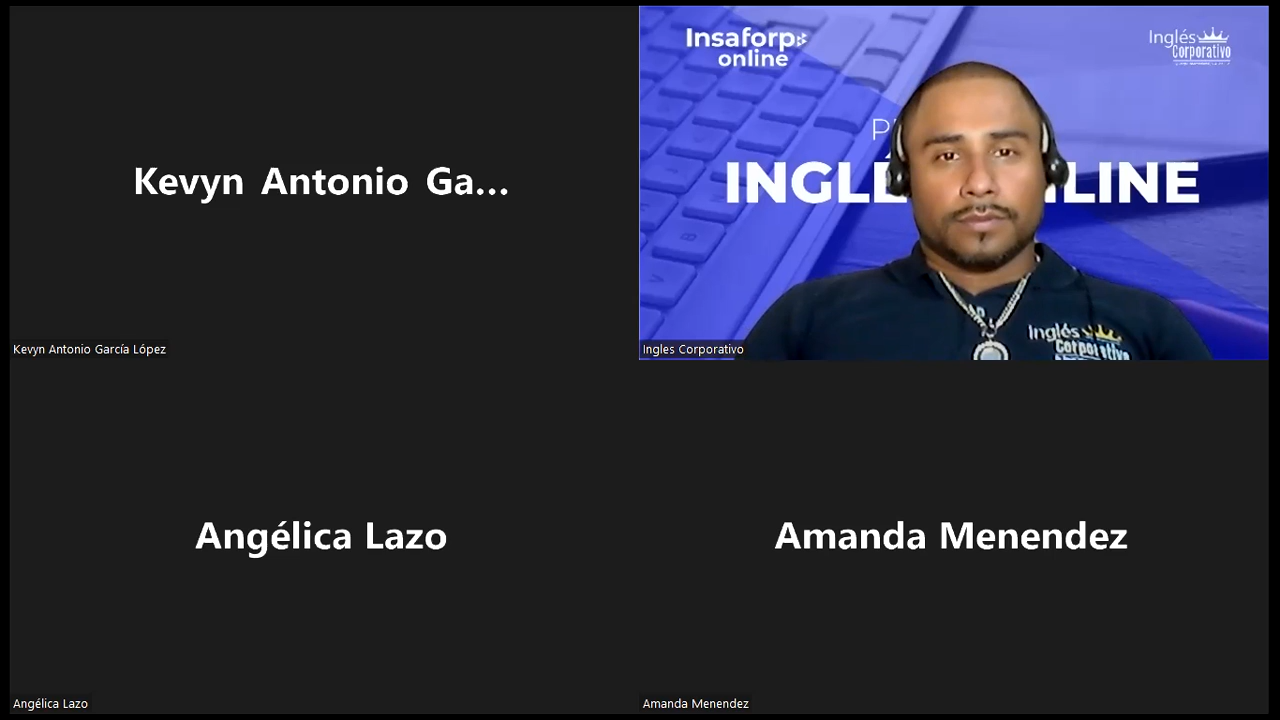 Kevyn Antonio Ga...
Kevyn Antonio García López
Insaforp
online
Inglés
Corporativo
INGLÉ
LINE
Inglés
Corporativo
Ingles Corporativo
Angélica Lazo
Angélica Lazo
Amanda Menendez
Amanda Menendez